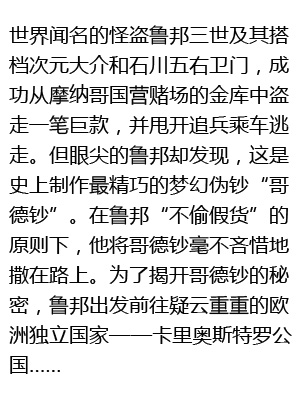 世界闻名的怪盗鲁邦三世及其搭
档次元大介和石川五右卫门，成
功从摩纳哥国营赌场的金库中盗
走一笔巨款，并甩开追兵乘车逃
走。但眼尖的鲁邦却发现，这是
史上制作最精巧的梦幻伪钞“哥
德钞”。在鲁邦“不偷假货”的
原则下，他将哥德钞毫不吝惜地
撒在路上。为了揭开哥德钞的秘
密，鲁邦出发前往疑云重重的欧
洲独立国家——卡里奥斯特罗公
国……